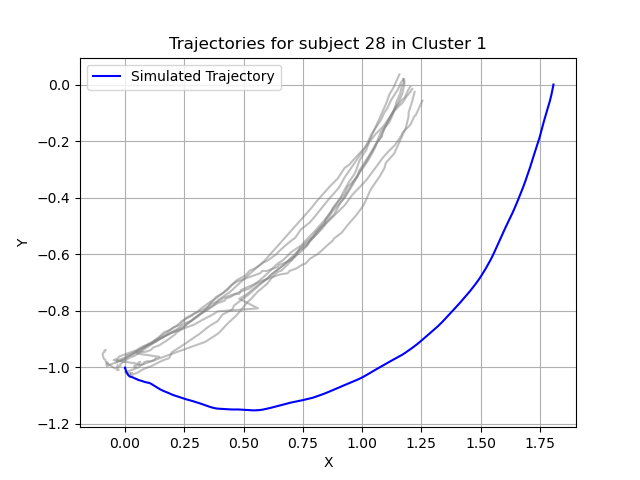 Trajectories for subject 28 in Cluster 1
Simulated Trajectory
0.0
−0.2
−0.4
−0.6
−0.8
−1.0
−1.2
Y
0.00 0.25 0.50 0.75 1.00 1.25 1.50 1.75
X